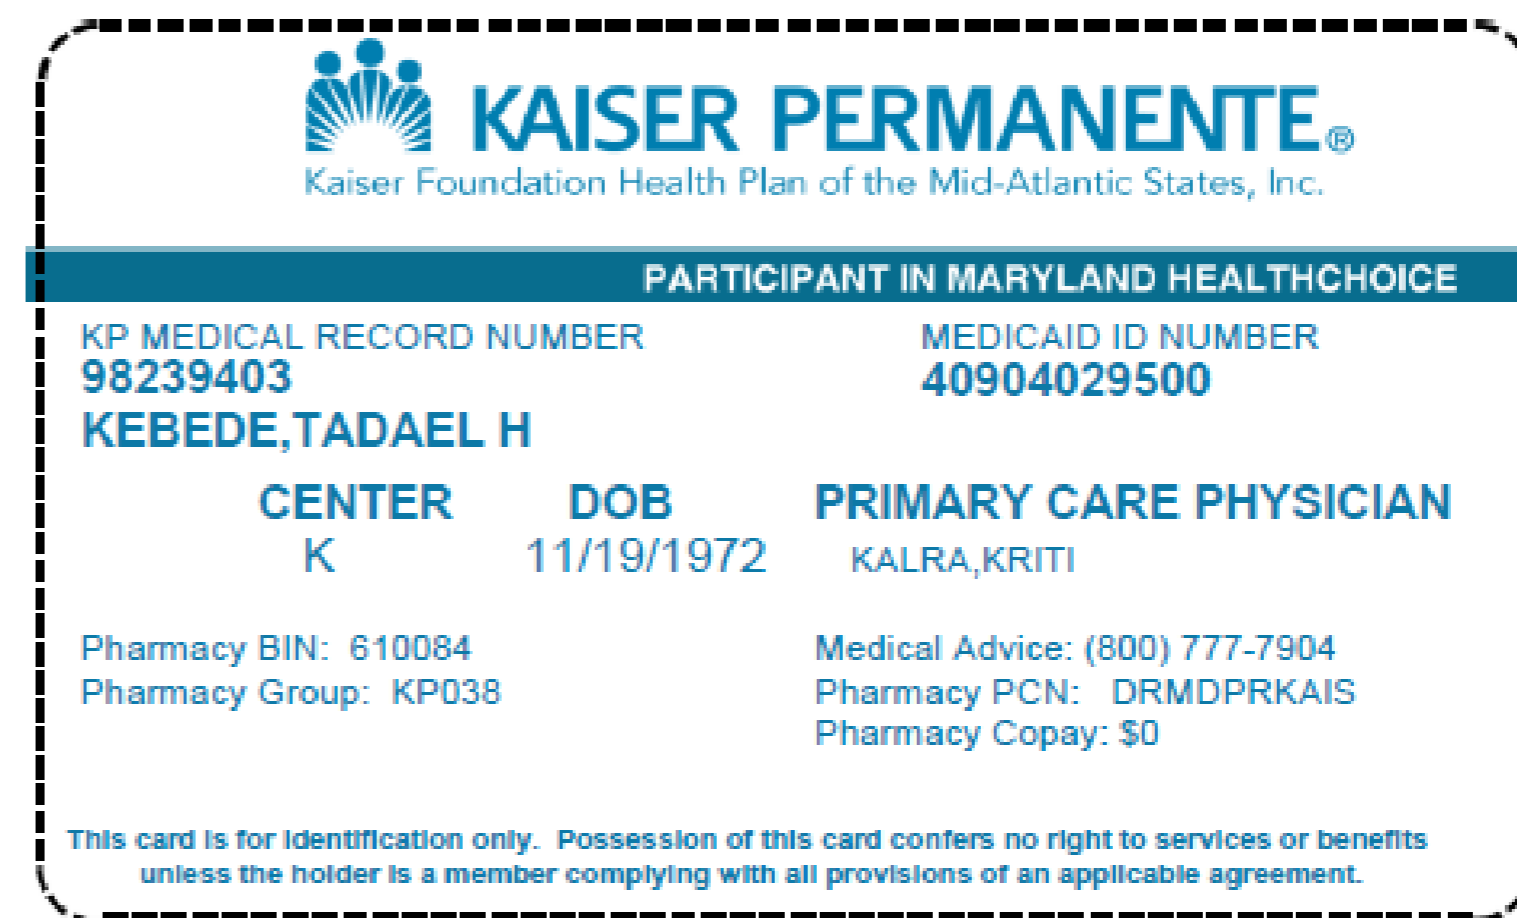 KAISER PERMANENTE®
Kaiser Foundation Health Plan of the Mid-Atlantic States, Inc.
PARTICIPANT IN MARYLAND HEALTHCHOICE
KP MEDICAL RECORD NUMBER MEDICAID ID NUMBER
98239403 40904029500
KEBEDE,TADAEL H
CENTER DOB PRIMARY CARE PHYSICIAN
K 11/19/1972 KALRA,KRITI
Pharmacy BIN: 610084 Medical Advice: (800) 777-7904
Pharmacy Group: KP038 Pharmacy PCN: DRMDPRKAIS
Pharmacy Copay: $0
This card is for identification only. Possession of this card confers no right to services or benefits
unless the holder is a member complying with all provisions of an applicable agreement.